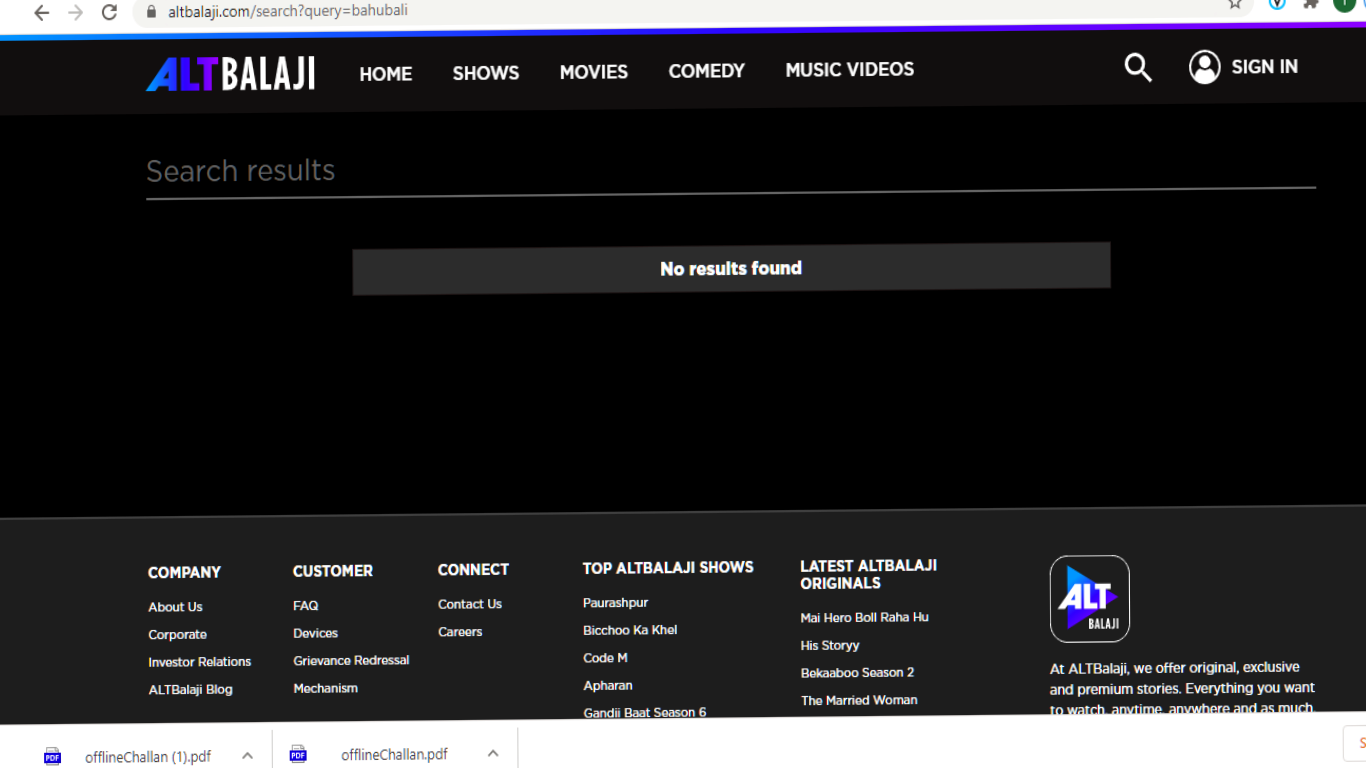 altbalaji.com/search?query=bahubali
ALTBALAJI HOME SHOWS MOVIES COMEDY MUSIC VIDEOS SIGN IN
Search results
No results found
COMPANY
About Us
Corporate
Investor Relations
ALTBalaji Blog
CUSTOMER
FAQ
Devices
Grievance Redressal
Mechanism
CONNECT
Contact Us
Careers
TOP ALTBALAJI SHOWS
Paurashpur
Bicchoo Ka Khel
Code M
Apharan
Gandii Baat Season 6
LATEST ALTBALAJI
ORIGINALS
Mai Hero Boll Raha Hu
His Storyy
Bekaaboo Season 2
The Married Woman
ALT
BALAJI
At ALTBalaji, we offer original, exclusive
and premium stories. Everything you want
to watch, anytime, anywhere and as much
PDF offlineChallan (1).pdf
PDF offlineChallan.pdf